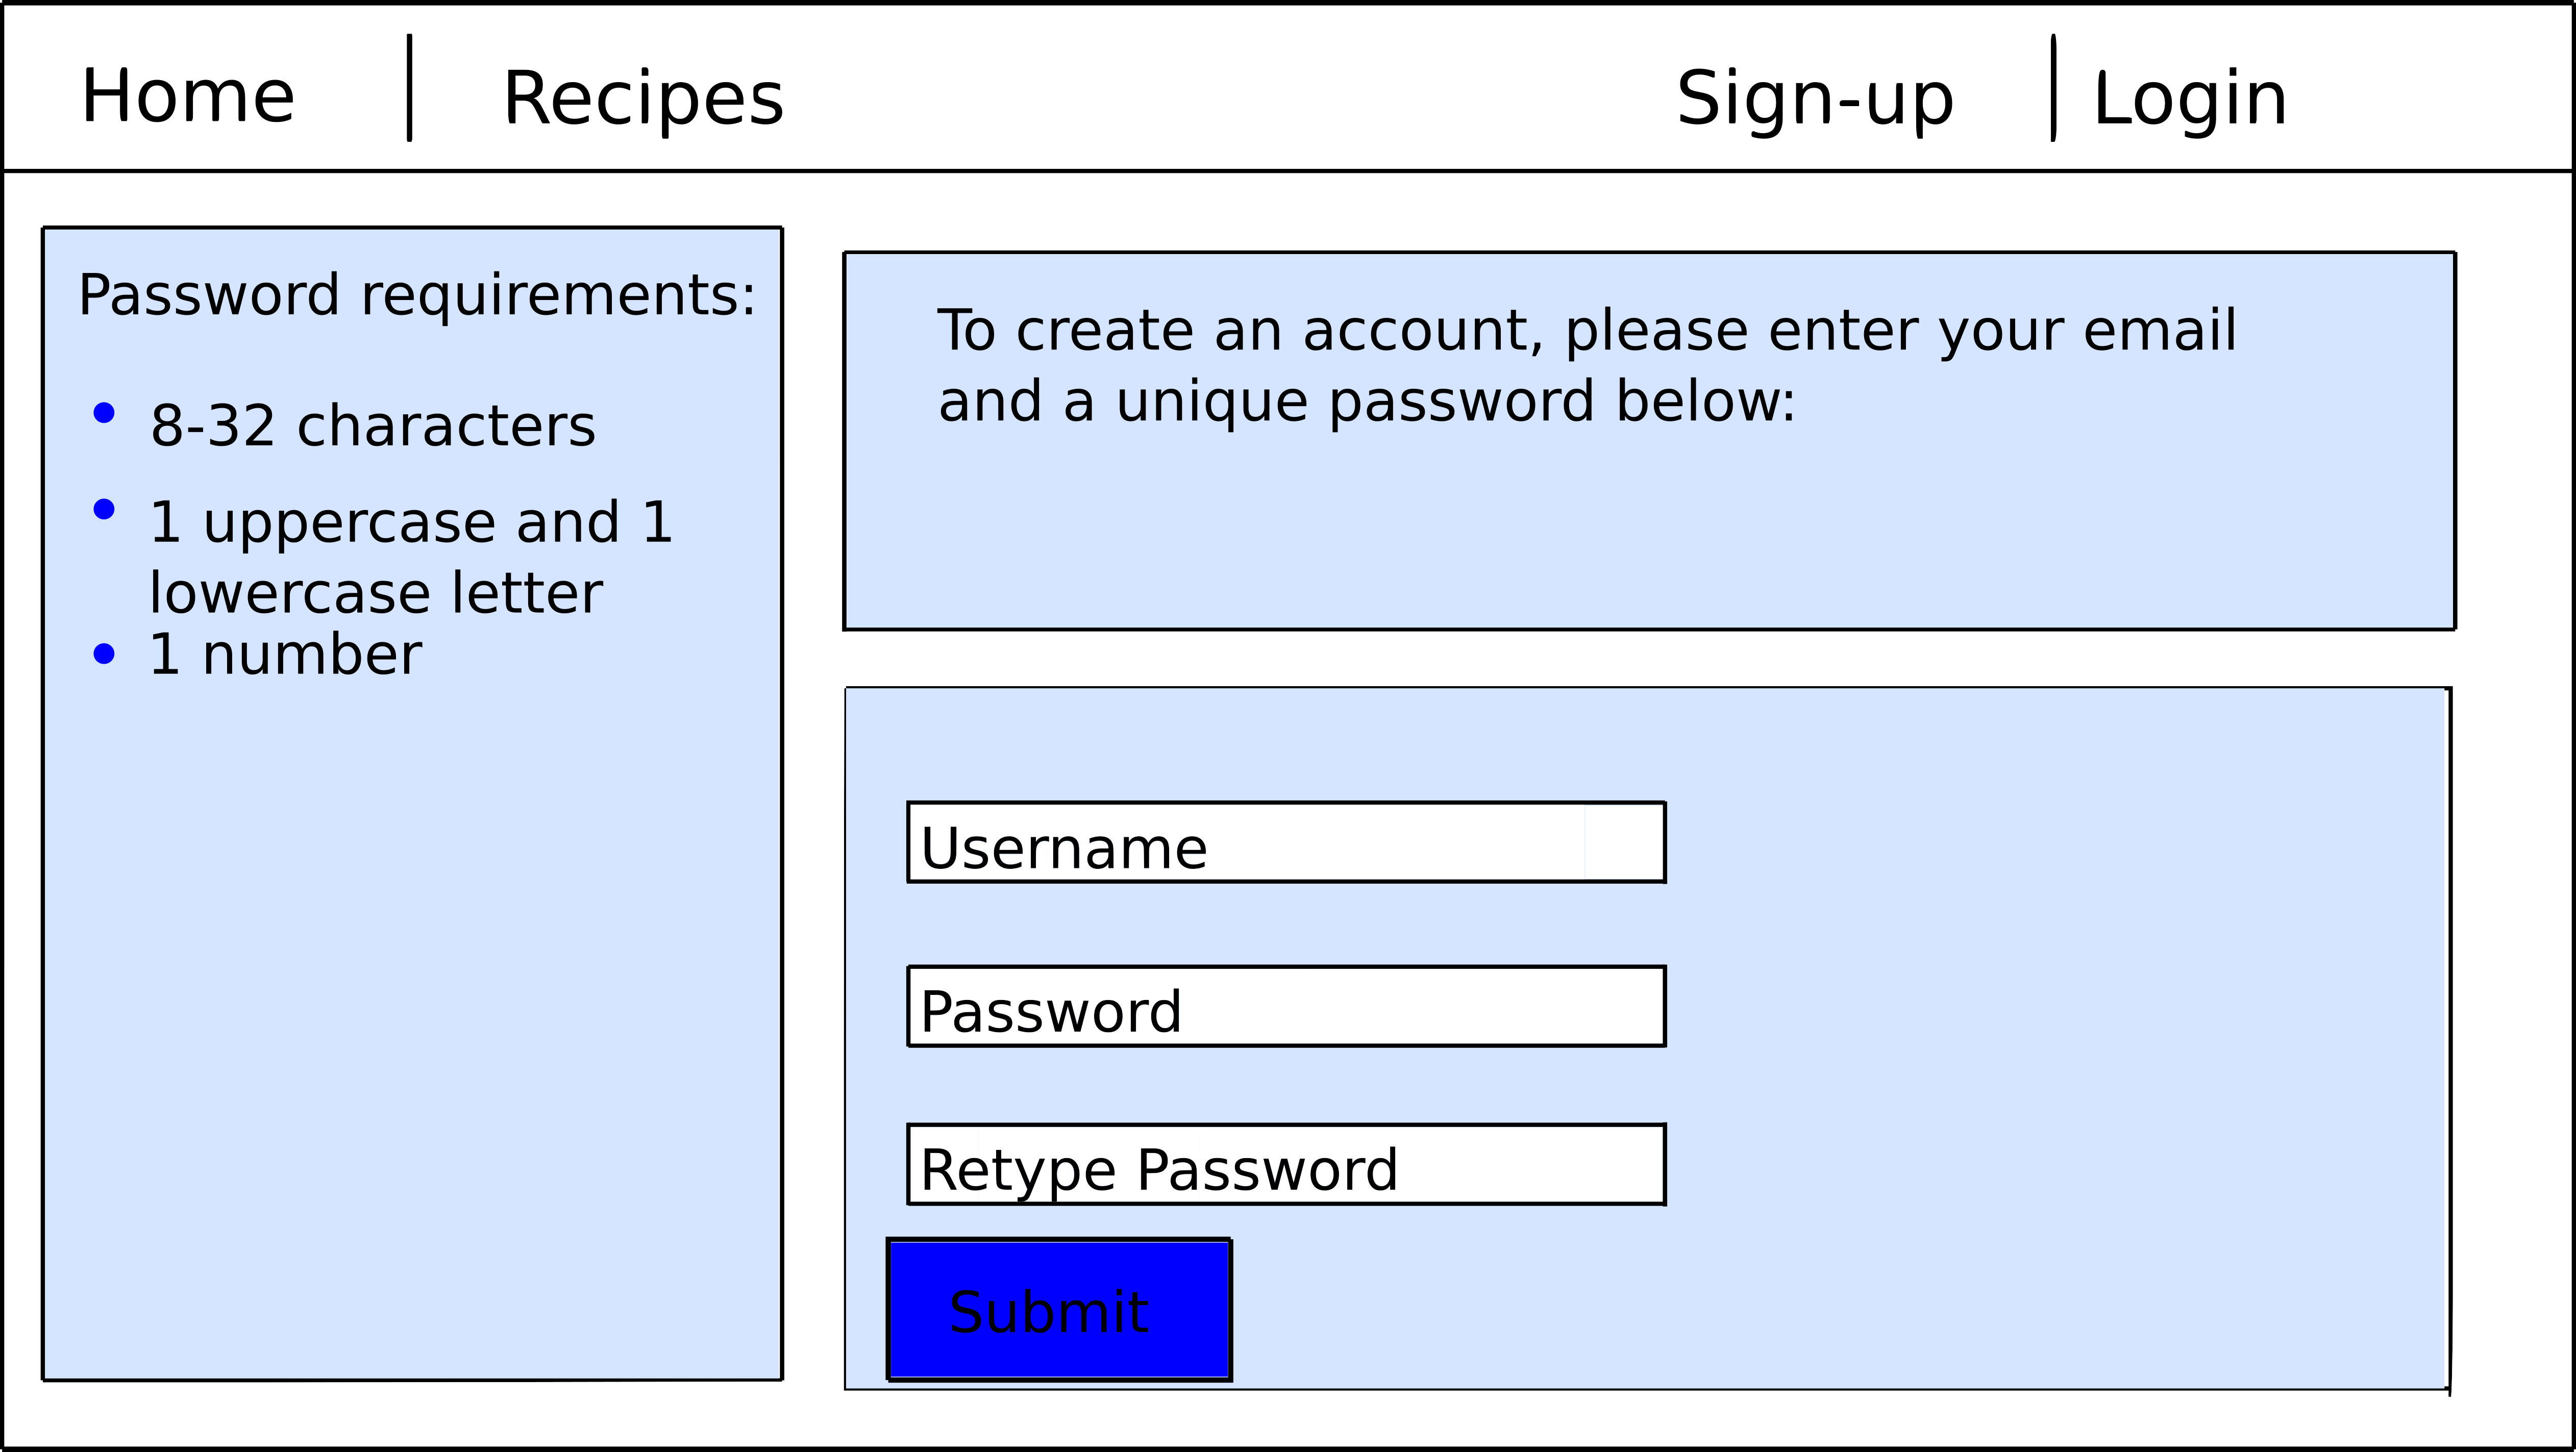 Home
Recipes
Sign-up
Login
Password requirements:
8-32 characters
1 uppercase and 1
lowercase letter
1 number
To create an account, please enter your email
and a unique password below:
Username
Password
Retype Password
Submit